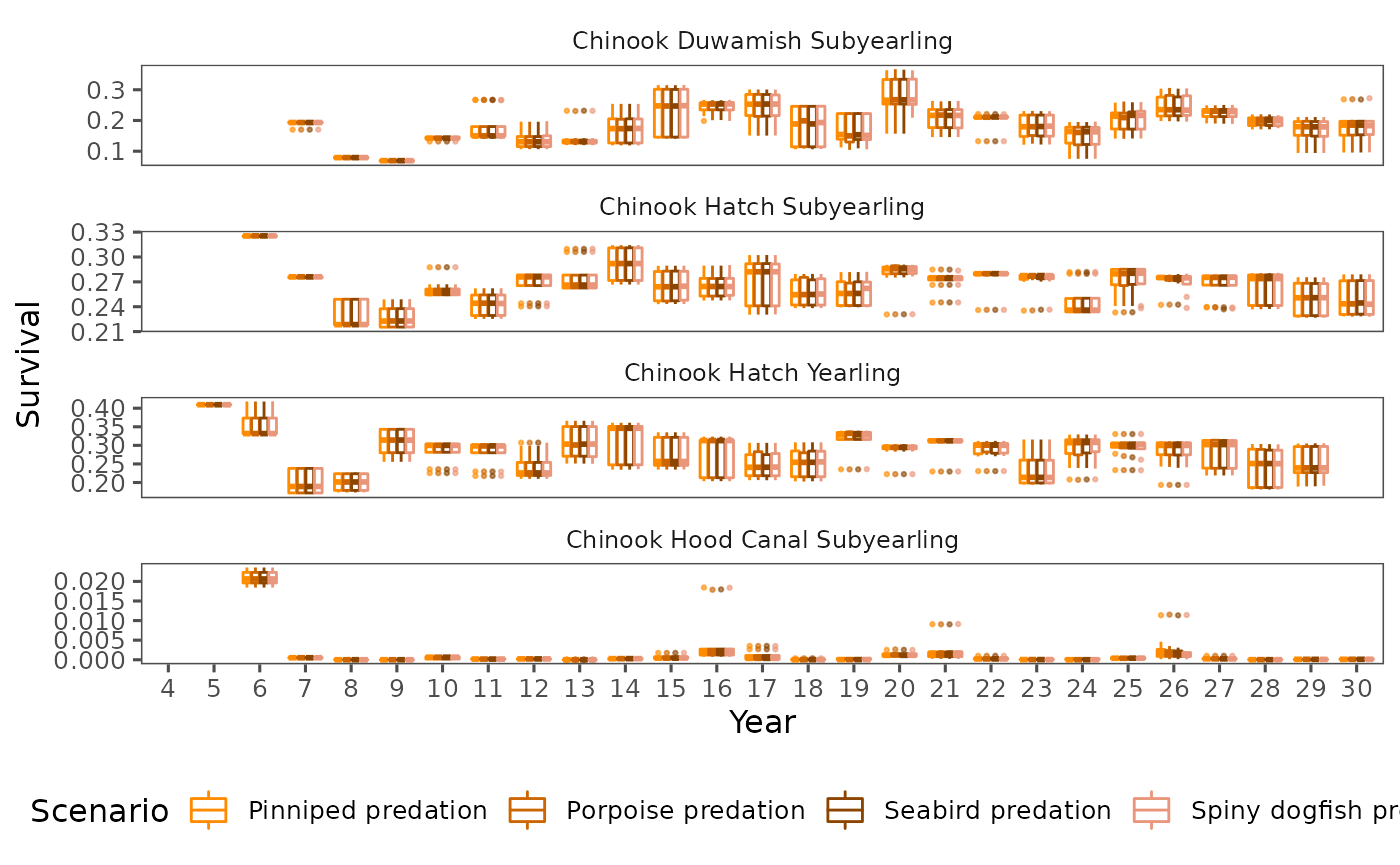 Chinook Duwamish Subyearling
0.3
0.2
0.1
Chinook Hatch Subyearling
0.33
0.30
0.27
0.24
0.21
Chinook Hatch Yearling
0.40
0.35
0.30
0.25
0.20
Chinook Hood Canal Subyearling
0.020
0.015
0.010
0.005
0.000
Survival
4 5 6 7 8 9 10 11 12 13 14 15 16 17 18 19 20 21 22 23 24 25 26 27 28 29 30
Year
Scenario Pinniped predation Porpoise predation Seabird predation Spiny dogfish pr